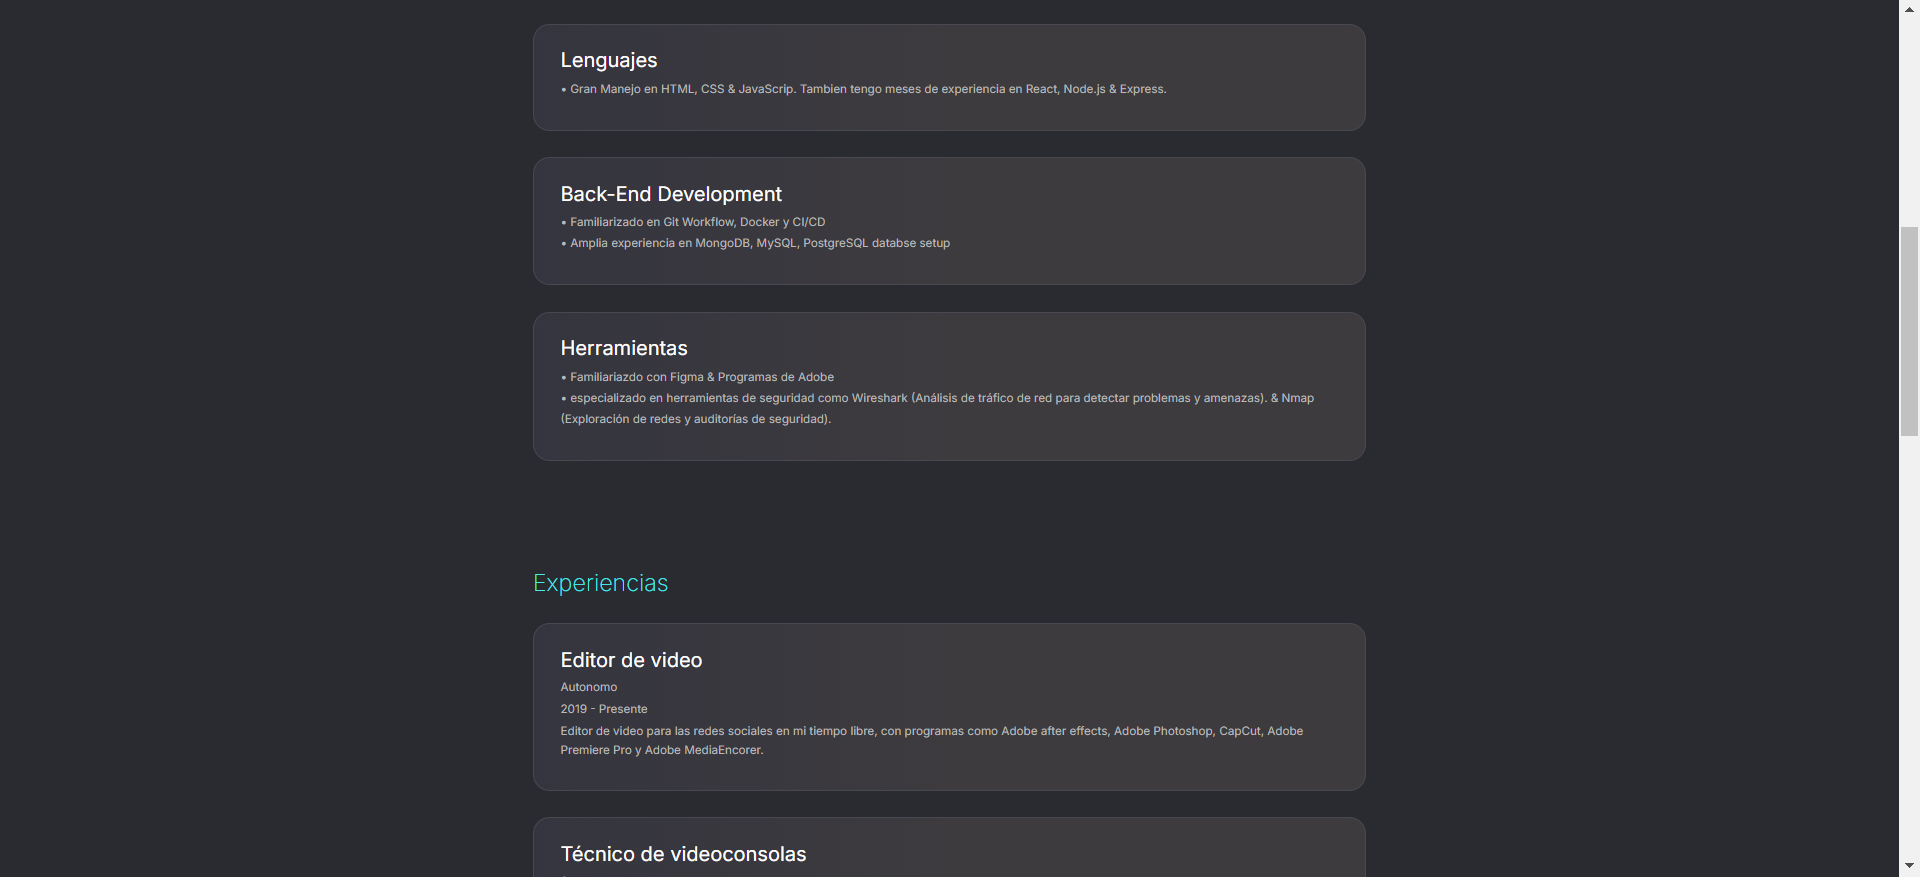 Lenguajes
• Gran Manejo en HTML, CSS & JavaScrip. Tambien tengo meses de experiencia en React, Node.js & Express.
Back-End Development
• Familiarizado en Git Workflow, Docker y CI/CD
• Amplia experiencia en MongoDB, MySQL, PostgreSQL databse setup
Herramientas
• Familiariazdo con Figma & Programas de Adobe
• especializado en herramientas de seguridad como Wireshark (Análisis de tráfico de red para detectar problemas y amenazas). & Nmap
(Exploración de redes y auditorías de seguridad).
Experiencias
Editor de video
Autonomo
2019 - Presente
Editor de video para las redes sociales en mi tiempo libre, con programas como Adobe after effects, Adobe Photoshop, CapCut, Adobe
Premiere Pro y Adobe MediaEncorer.
Técnico de videoconsolas